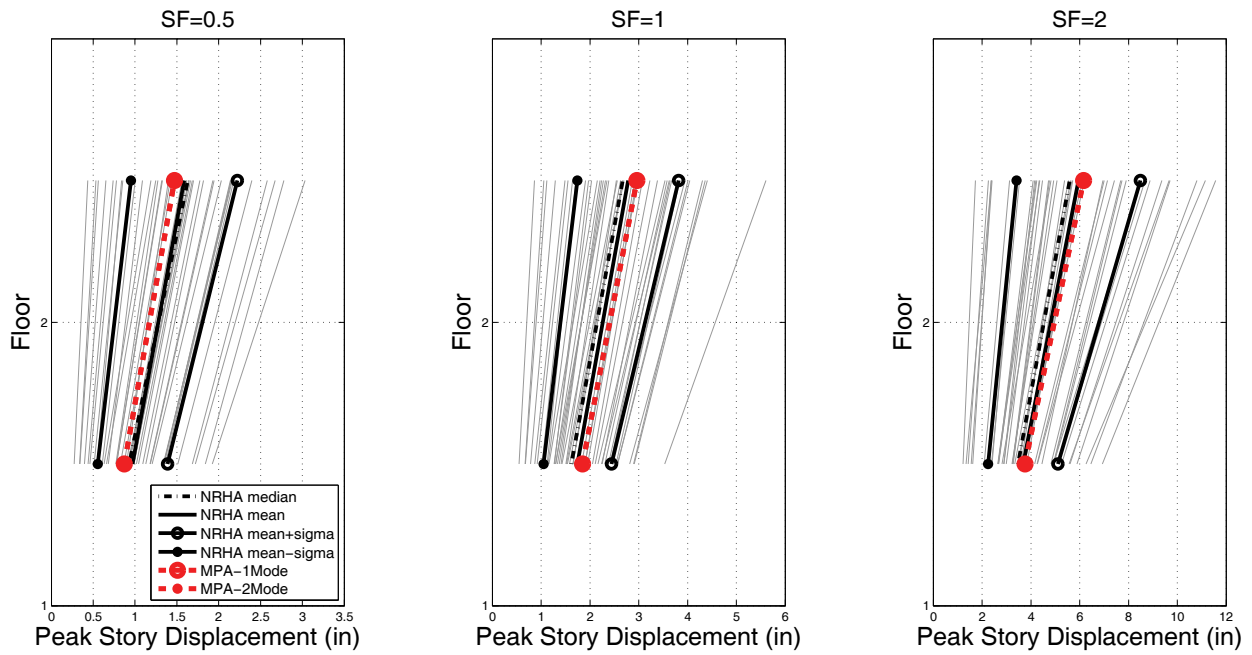 SF=0.5
Floor
2
1
0 0.5 1 1.5 2 2.5 3 3.5
Peak Story Displacement (in)
NRHA median
NRHA mean
NRHA mean+sigma
NRHA mean−sigma
MPA−1Mode
MPA−2Mode
SF=1
Floor
2
1
0 1 2 3 4 5 6
Peak Story Displacement (in)
SF=2
Floor
2
1
0 2 4 6 8 10 12
Peak Story Displacement (in)